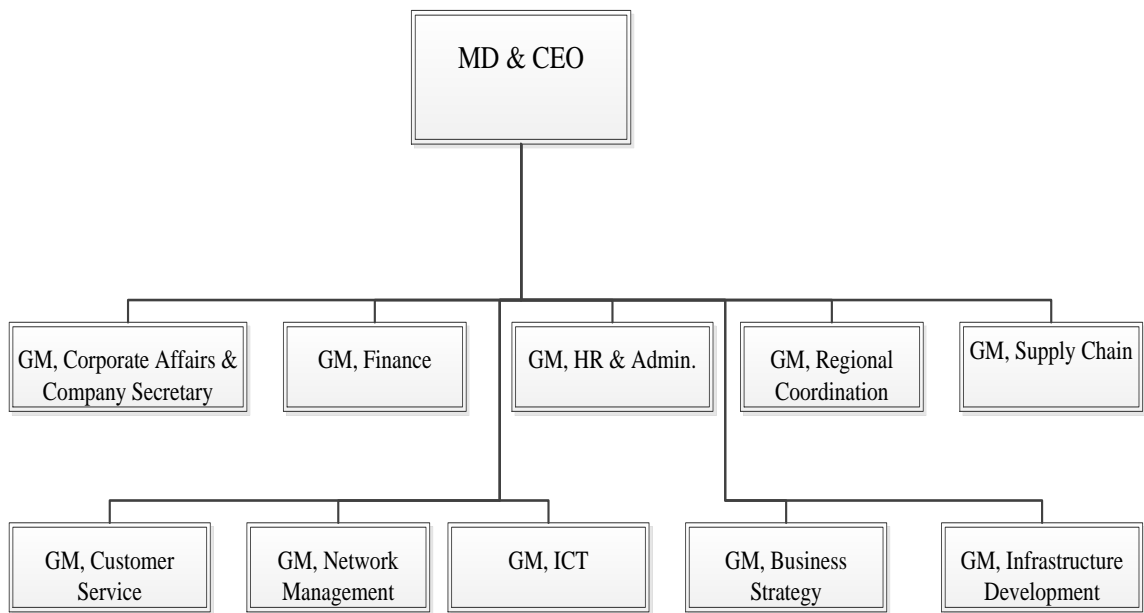 MD & CEO
GM, Corporate Affairs &
Company Secretary
GM, Finance
GM, HR & Admin.
GM, Regional
Coordination
GM, Supply Chain
GM, Customer
Service
GM, Network
Management
GM, ICT
GM, Business
Strategy
GM, Infrastructure
Development